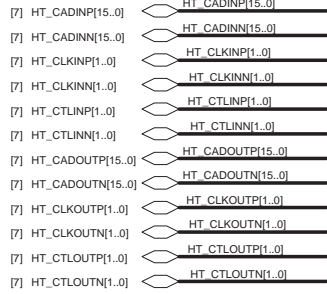 [7] HT_CADINP[15..0] HT_CADINP[15..0]
[7] HT_CADINN[15..0] HT_CADINN[15..0]
[7] HT_CLKINP[1..0] HT_CLKINP[1..0]
[7] HT_CLKINN[1..0] HT_CLKINN[1..0]
[7] HT_CTLINP[1..0] HT_CTLINP[1..0]
[7] HT_CTLINN[1..0] HT_CTLINN[1..0]
[7] HT_CADOUTP[15..0] HT_CADOUTP[15..0]
[7] HT_CADOUTN[15..0] HT_CADOUTN[15..0]
[7] HT_CLKOUTP[1..0] HT_CLKOUTP[1..0]
[7] HT_CLKOUTN[1..0] HT_CLKOUTN[1..0]
[7] HT_CTLOUTP[1..0] HT_CTLOUTP[1..0]
[7] HT_CTLOUTN[1..0] HT_CTLOUTN[1..0]